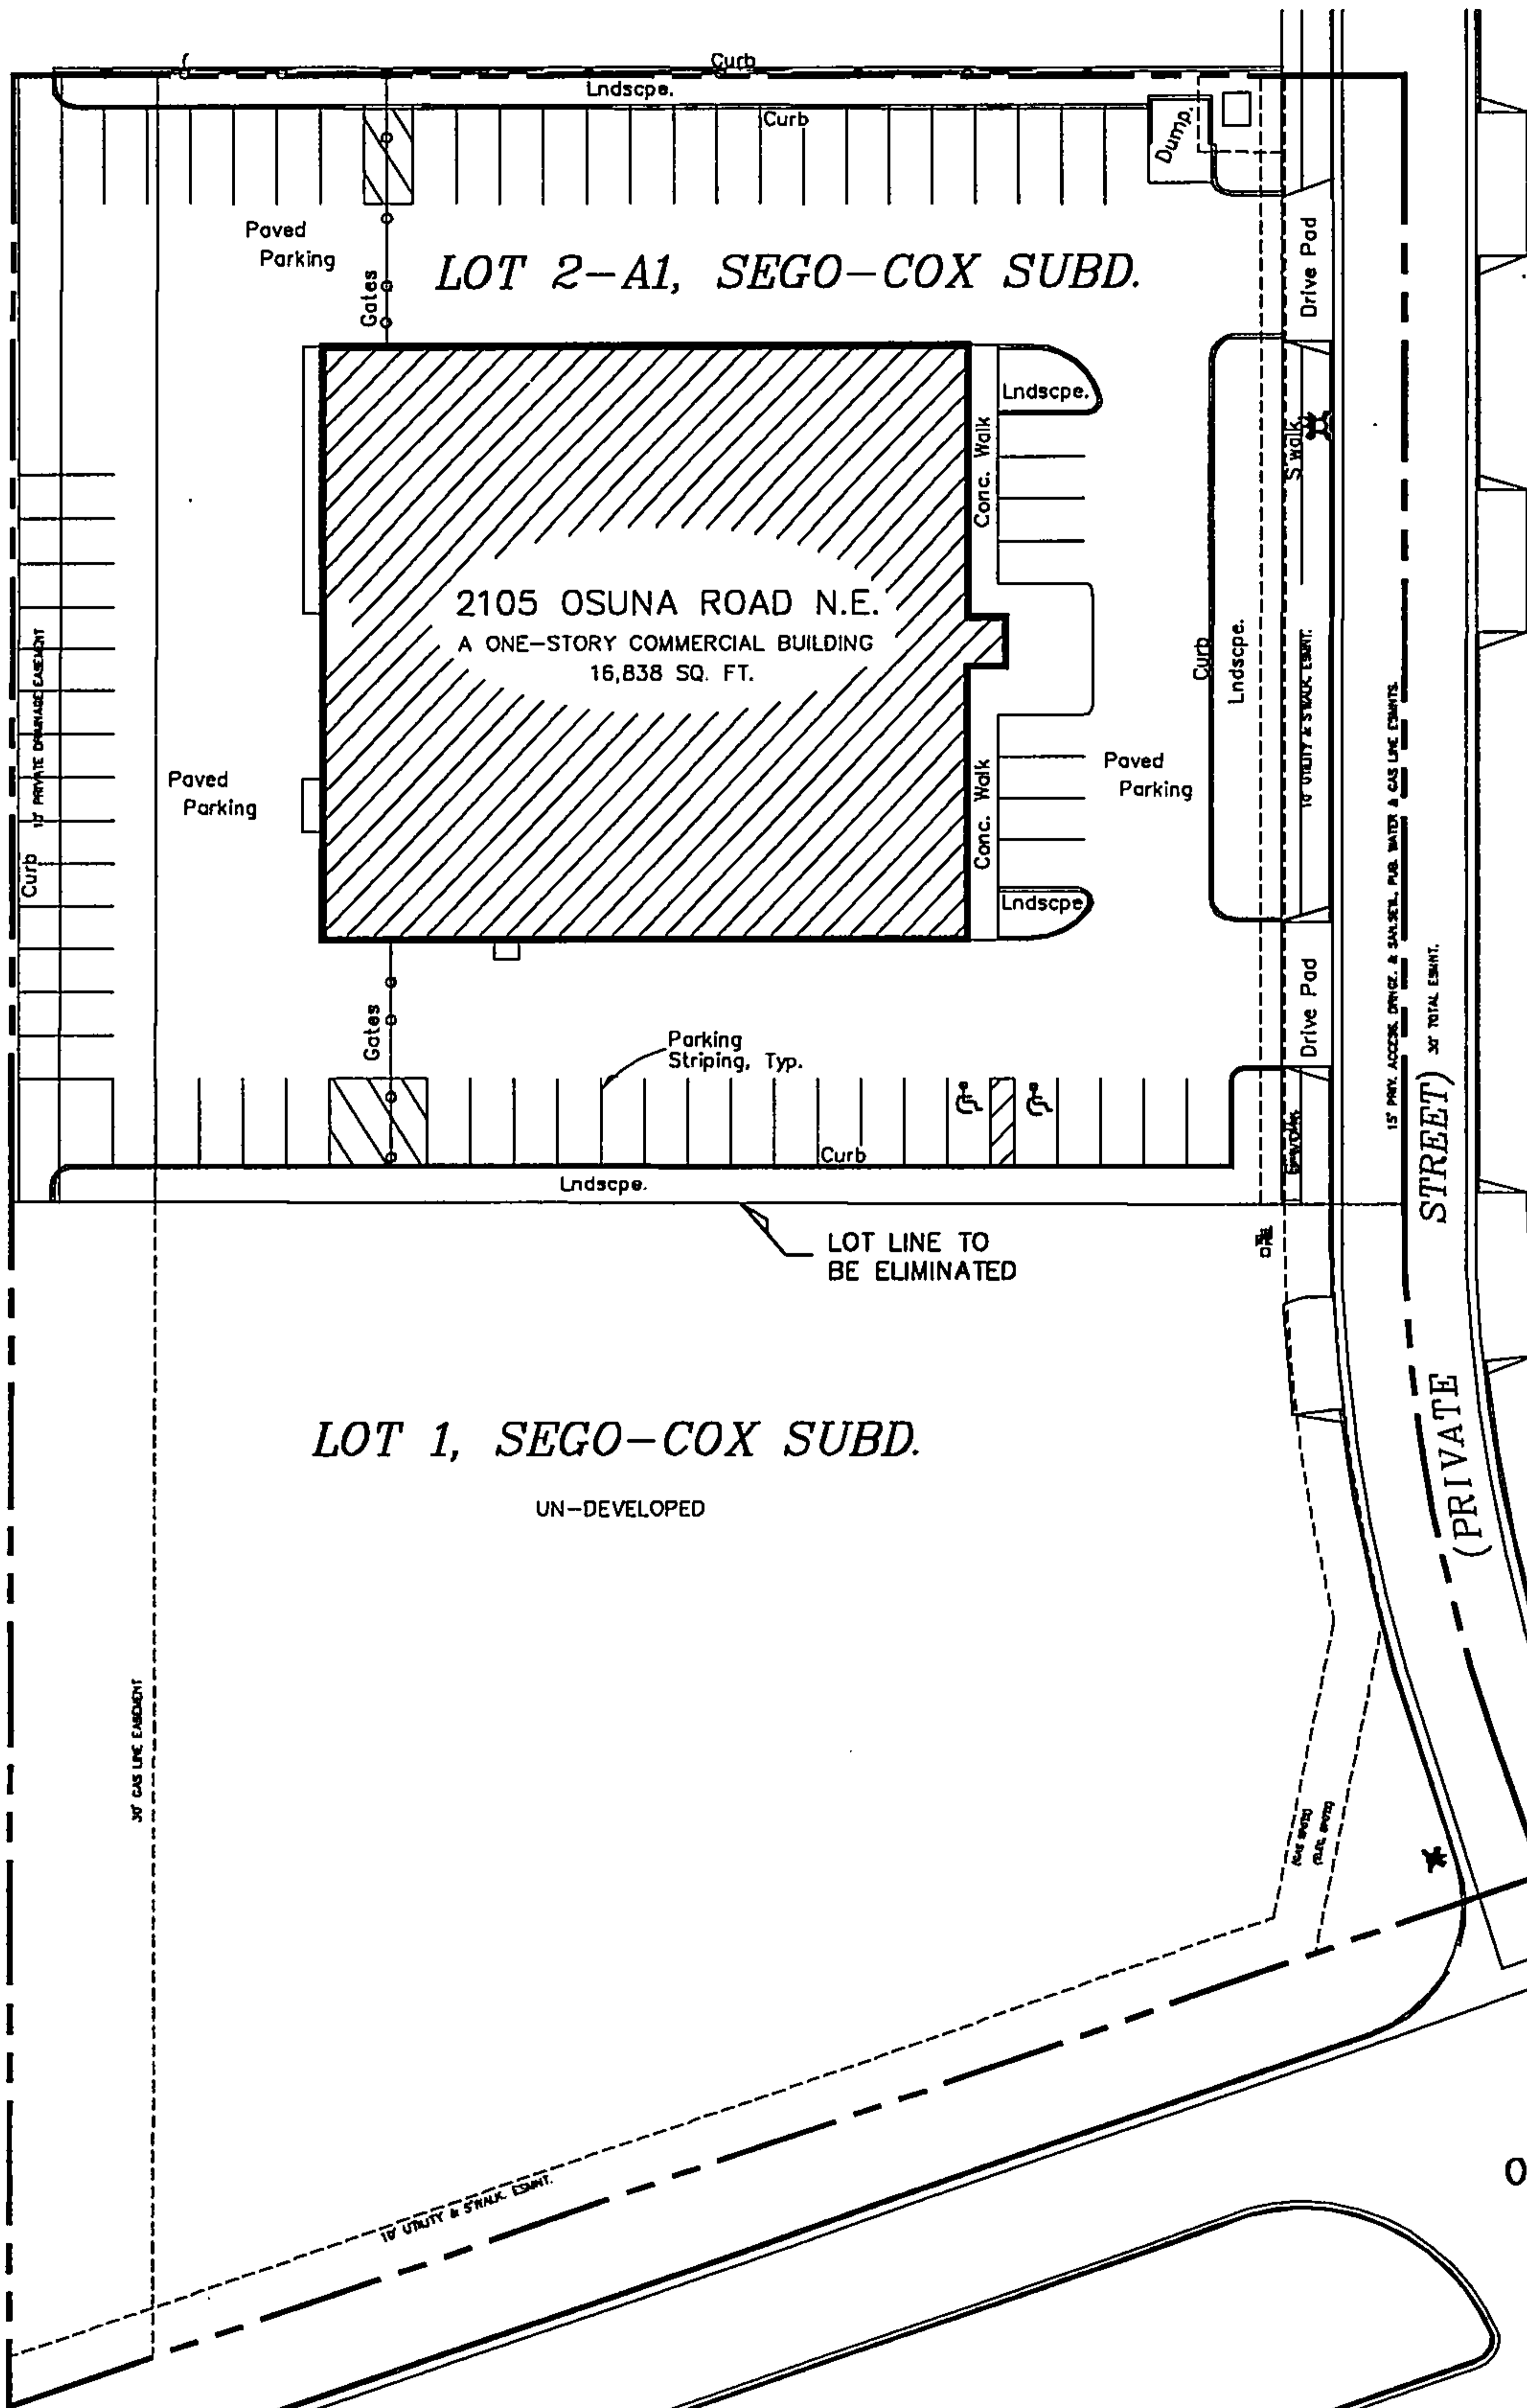 Curb
Lndscpe.
Curb
Dump.
Paved
Parking
LOT 2-A1, SEGO-COX SUBD.
Gates
Drive Pad
Lndscpe.
Conc. Walk
S'Walk
2105 OSUNA ROAD N.E.
A ONE-STORY COMMERCIAL BUILDING
16,838 SQ. FT.
Curb
Lndscpe.
10' UTILITY & S'WALK ESMNT.
10' PRIVATE DRAINAGE EASEMENT
Paved
Parking
Conc. Walk
Paved
Parking
Curb
Lndscpe
15' PRIV. ACCESS, DRNGE. & SAN.SEW., PUB. WATER & GAS LINE ESMNTS.
30' TOTAL ESMNT.
Gates
Drive Pad
Parking
Striping, Typ.
Curb
Lndscpe.
LOT LINE TO
BE ELIMINATED
(PRIVATE STREET)
LOT 1, SEGO-COX SUBD.
UN-DEVELOPED
30' GAS LINE EASEMENT
(GAS SPOTS)
(ELEC. SPOTS)
10' UTILITY & S'WALK ESMNT.
O